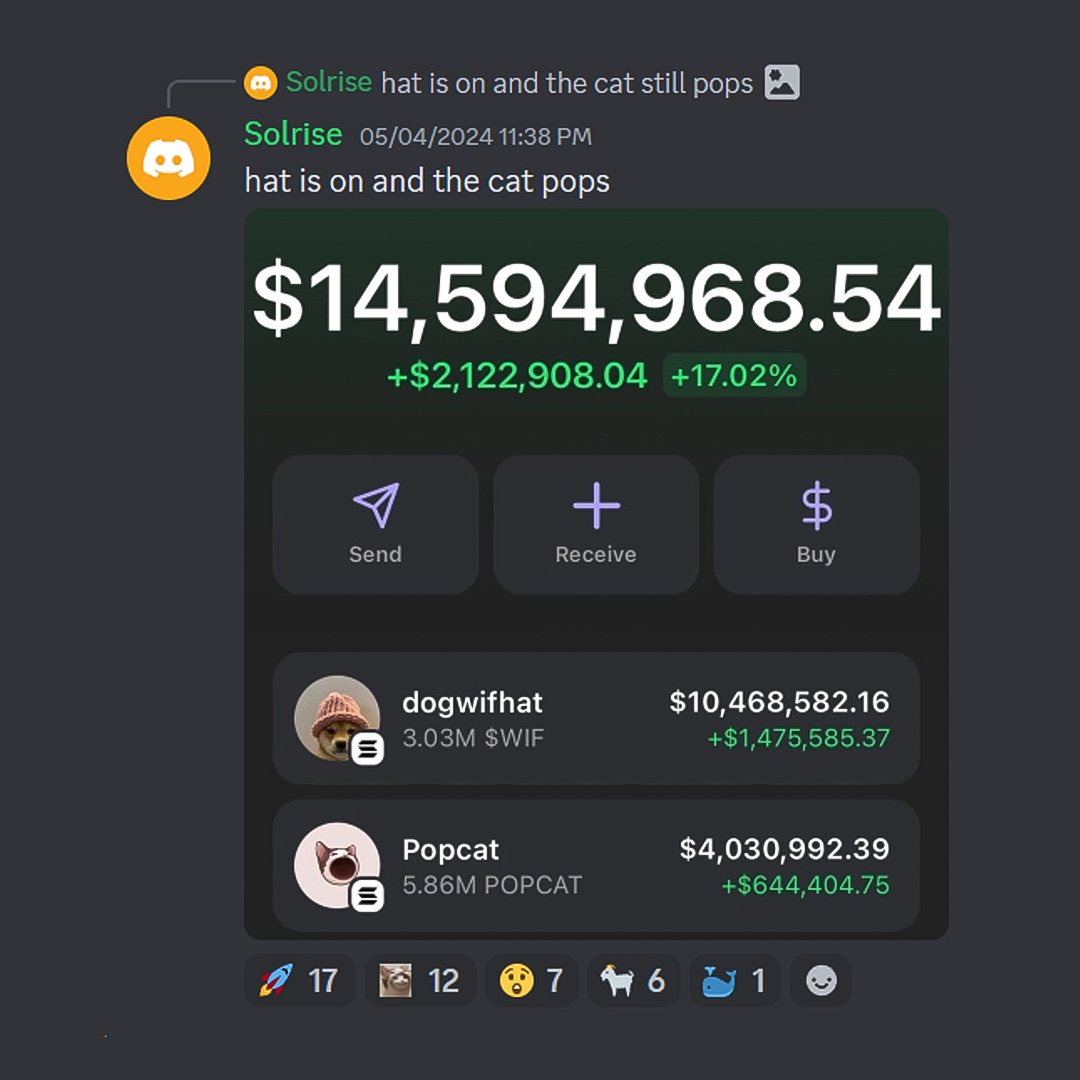 Solrise hat is on and the cat still pops
Solrise 05/04/2024 11:38 PM
hat is on and the cat pops
$14,594,968.54
+$2,122,908.04 +17.02%
Send Receive Buy
dogwifhat $10,468,582.16
3.03M $WIF +$1,475,585.37
Popcat $4,030,992.39
5.86M POPCAT +$644,404.75
17 12 7 6 1